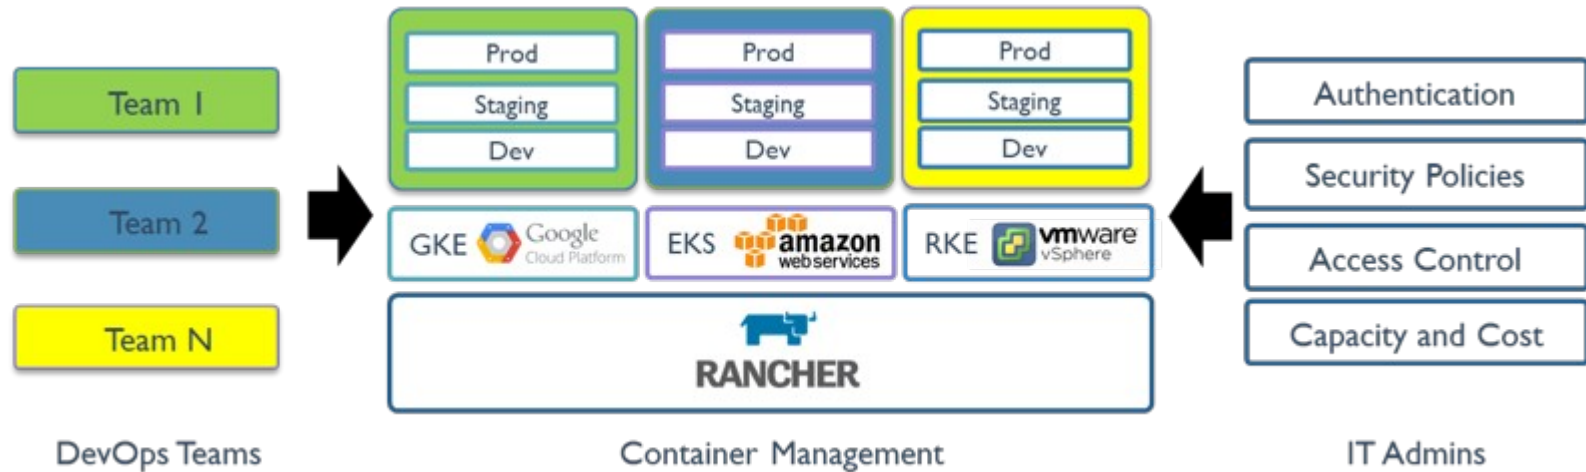 Team 1
Team 2
Team N
DevOps Teams
Prod
Staging
Dev
Prod
Staging
Dev
Prod
Staging
Dev
GKE Google Cloud Platform
EKS amazon webservices
RKE vmware vSphere
RANCHER
Container Management
Authentication
Security Policies
Access Control
Capacity and Cost
IT Admins